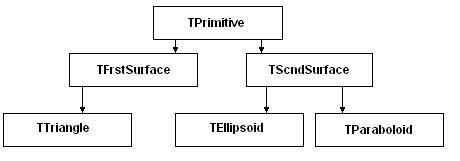 TPrimitive
TFrstSurface
TScndSurface
TTriangle
TEllipsoid
TParaboloid